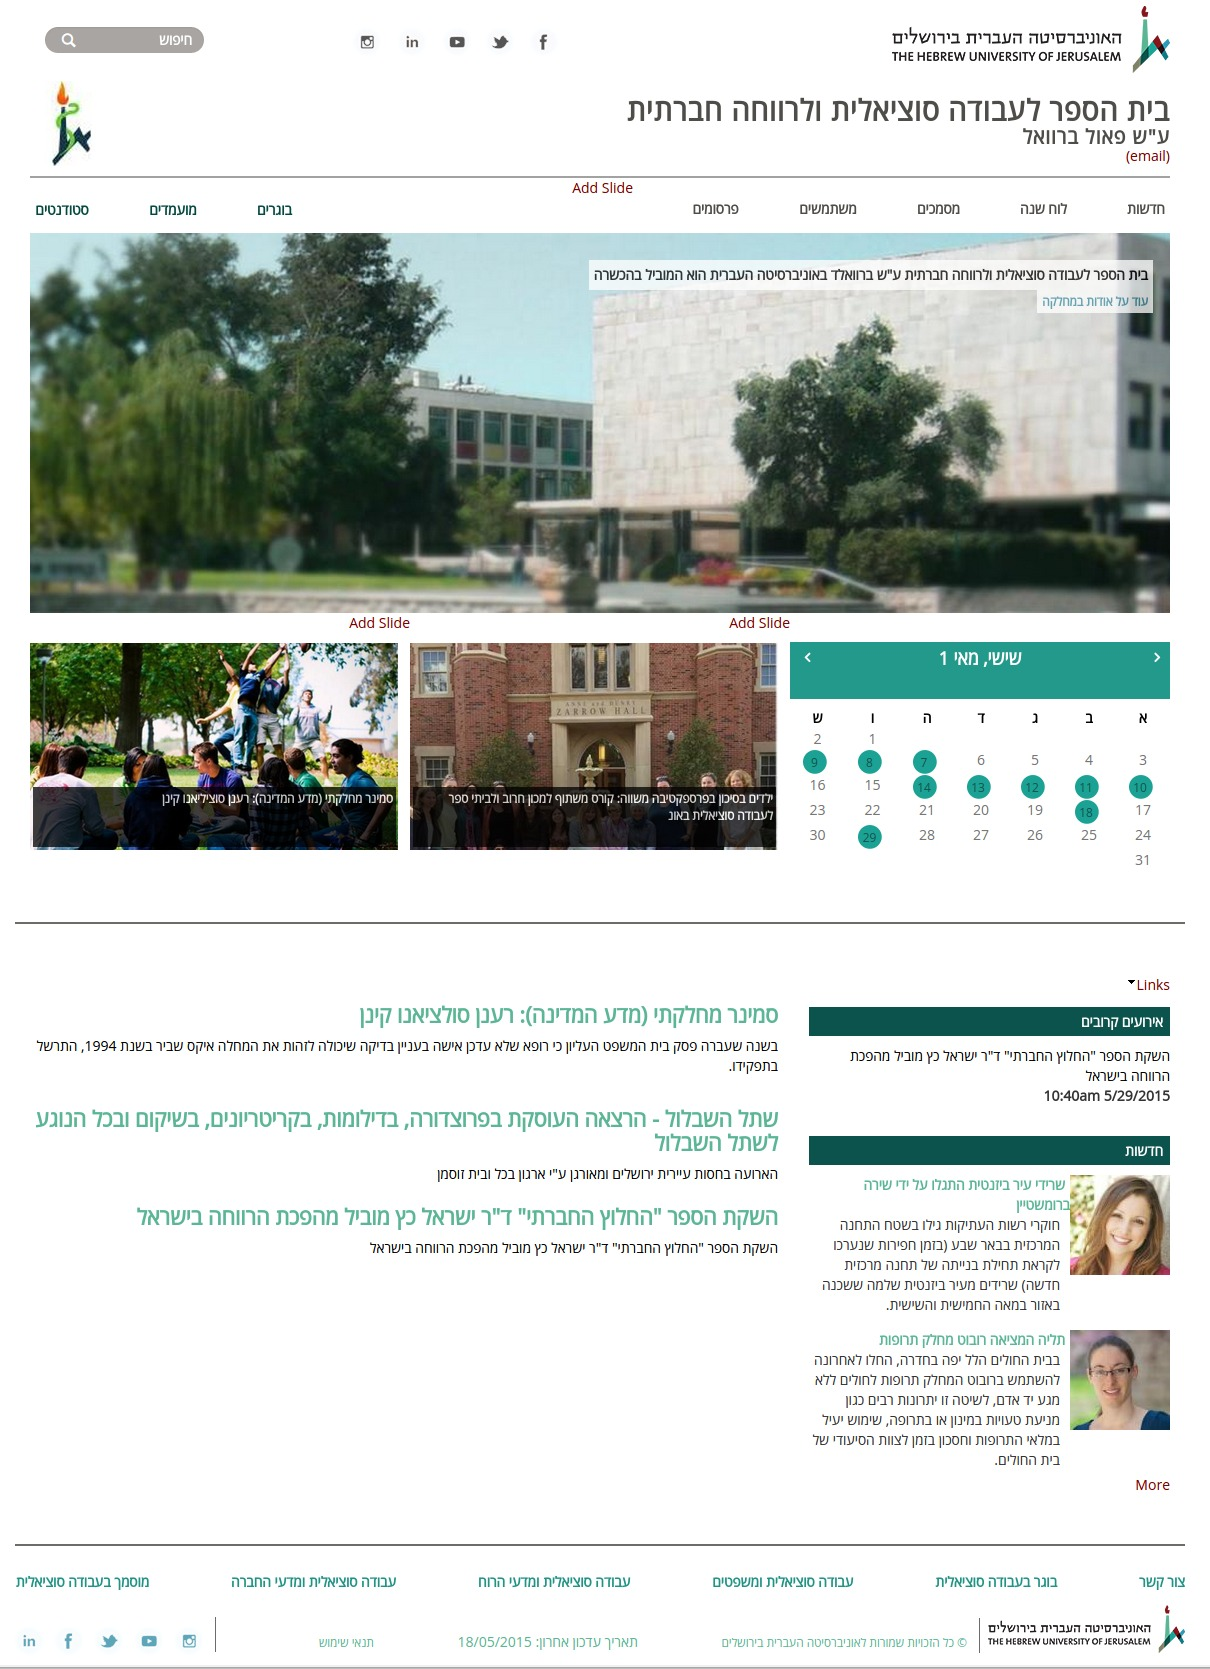 האוניברסיטה העברית בירושלים
THE HEBREW UNIVERSITY OF JERUSALEM
חיפוש
בית הספר לעבודה סוציאלית ולרווחה חברתית
ע"ש פאול ברוואל
(email)
Add Slide
חדשות
לוח שנה
מסמכים
משתמשים
פרסומים
בוגרים
מועמדים
סטודנטים
בית הספר לעבודה סוציאלית ולרווחה חברתית ע"ש ברוואלד באוניברסיטה העברית הוא המוביל בהכשרה
עוד על אודות במחלקה
Add Slide
Add Slide
שישי, מאי 1
א ב ג ד ה ו ש
1 2
3 4 5 6 7 8 9
10 11 12 13 14 15 16
17 18 19 20 21 22 23
24 25 26 27 28 29 30
31
ANNE and HENRY
ZARROW HALL
ילדים בסיכון בפרספקטיבה משווה: קורס משתוף למכון חרוב ולביתי ספר
לעבודה סוציאלית באונ
סמינר מחלקתי (מדע המדינה): רענן סוציליאנו קינן
Links
אירועים קרובים
השקת הספר "החלוץ החברתי" ד"ר ישראל כץ מוביל מהפכת
הרווחה בישראל
10:40am 5/29/2015
חדשות
שרידי עיר ביזנטית התגלו על ידי שירה
ברומשטיין
חוקרי רשות העתיקות גילו בשטח התחנה
המרכזית בבאר שבע (בזמן חפירות שנערכו
לקראת תחילת בנייתה של תחנה מרכזית
חדשה) שרידים מעיר ביזנטית שלמה ששכנה
באזור במאה החמישית והשישית.
תליה המציאה רובוט מחלק תרופות
בבית החולים הלל יפה בחדרה, החלו לאחרונה
להשתמש ברובוט המחלק תרופות לחולים ללא
מגע יד אדם, לשיטה זו יתרונות רבים כגון
מניעת טעויות במינון או בתרופה, שימוש יעיל
במלאי התרופות וחסכון בזמן לצוות הסיעודי של
בית החולים.
More
סמינר מחלקתי (מדע המדינה): רענן סולציאנו קינן
בשנה שעברה פסק בית המשפט העליון כי רופא שלא עדכן אישה בעניין בדיקה שיכולה לזהות את המחלה איקס שביר בשנת 1994, התרשל
בתפקידו.
שתל השבלול - הרצאה העוסקת בפרוצדורה, בדילומות, בקריטריונים, בשיקום ובכל הנוגע
לשתל השבלול
הארועה בחסות עיירית ירושלים ומאורגן ע"י ארגון בכל ובית זוסמן
השקת הספר "החלוץ החברתי" ד"ר ישראל כץ מוביל מהפכת הרווחה בישראל
השקת הספר "החלוץ החברתי" ד"ר ישראל כץ מוביל מהפכת הרווחה בישראל
צור קשר
בוגר בעבודה סוציאלית
עבודה סוציאלית ומשפטים
עבודה סוציאלית ומדעי הרוח
עבודה סוציאלית ומדעי החברה
מוסמך בעבודה סוציאלית
האוניברסיטה העברית בירושלים
THE HEBREW UNIVERSITY OF JERUSALEM
© כל הזכויות שמורות לאוניברסיטה העברית בירושלים
תאריך עדכון אחרון: 18/05/2015
תנאי שימוש